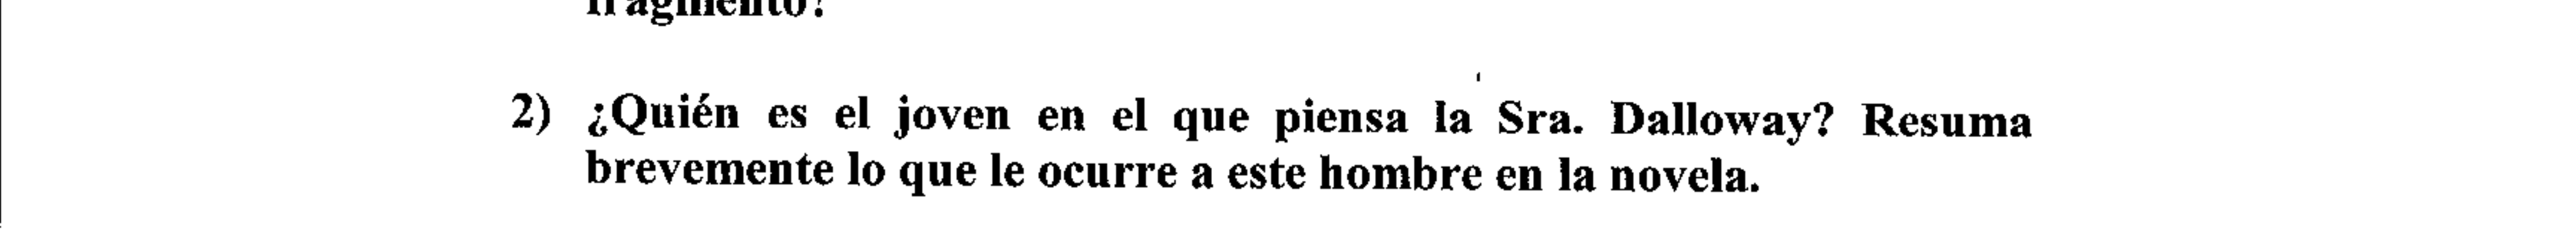 fragmento?
2) ¿Quién es el joven en el que piensa la Sra. Dalloway? Resuma
brevemente lo que le ocurre a este hombre en la novela.